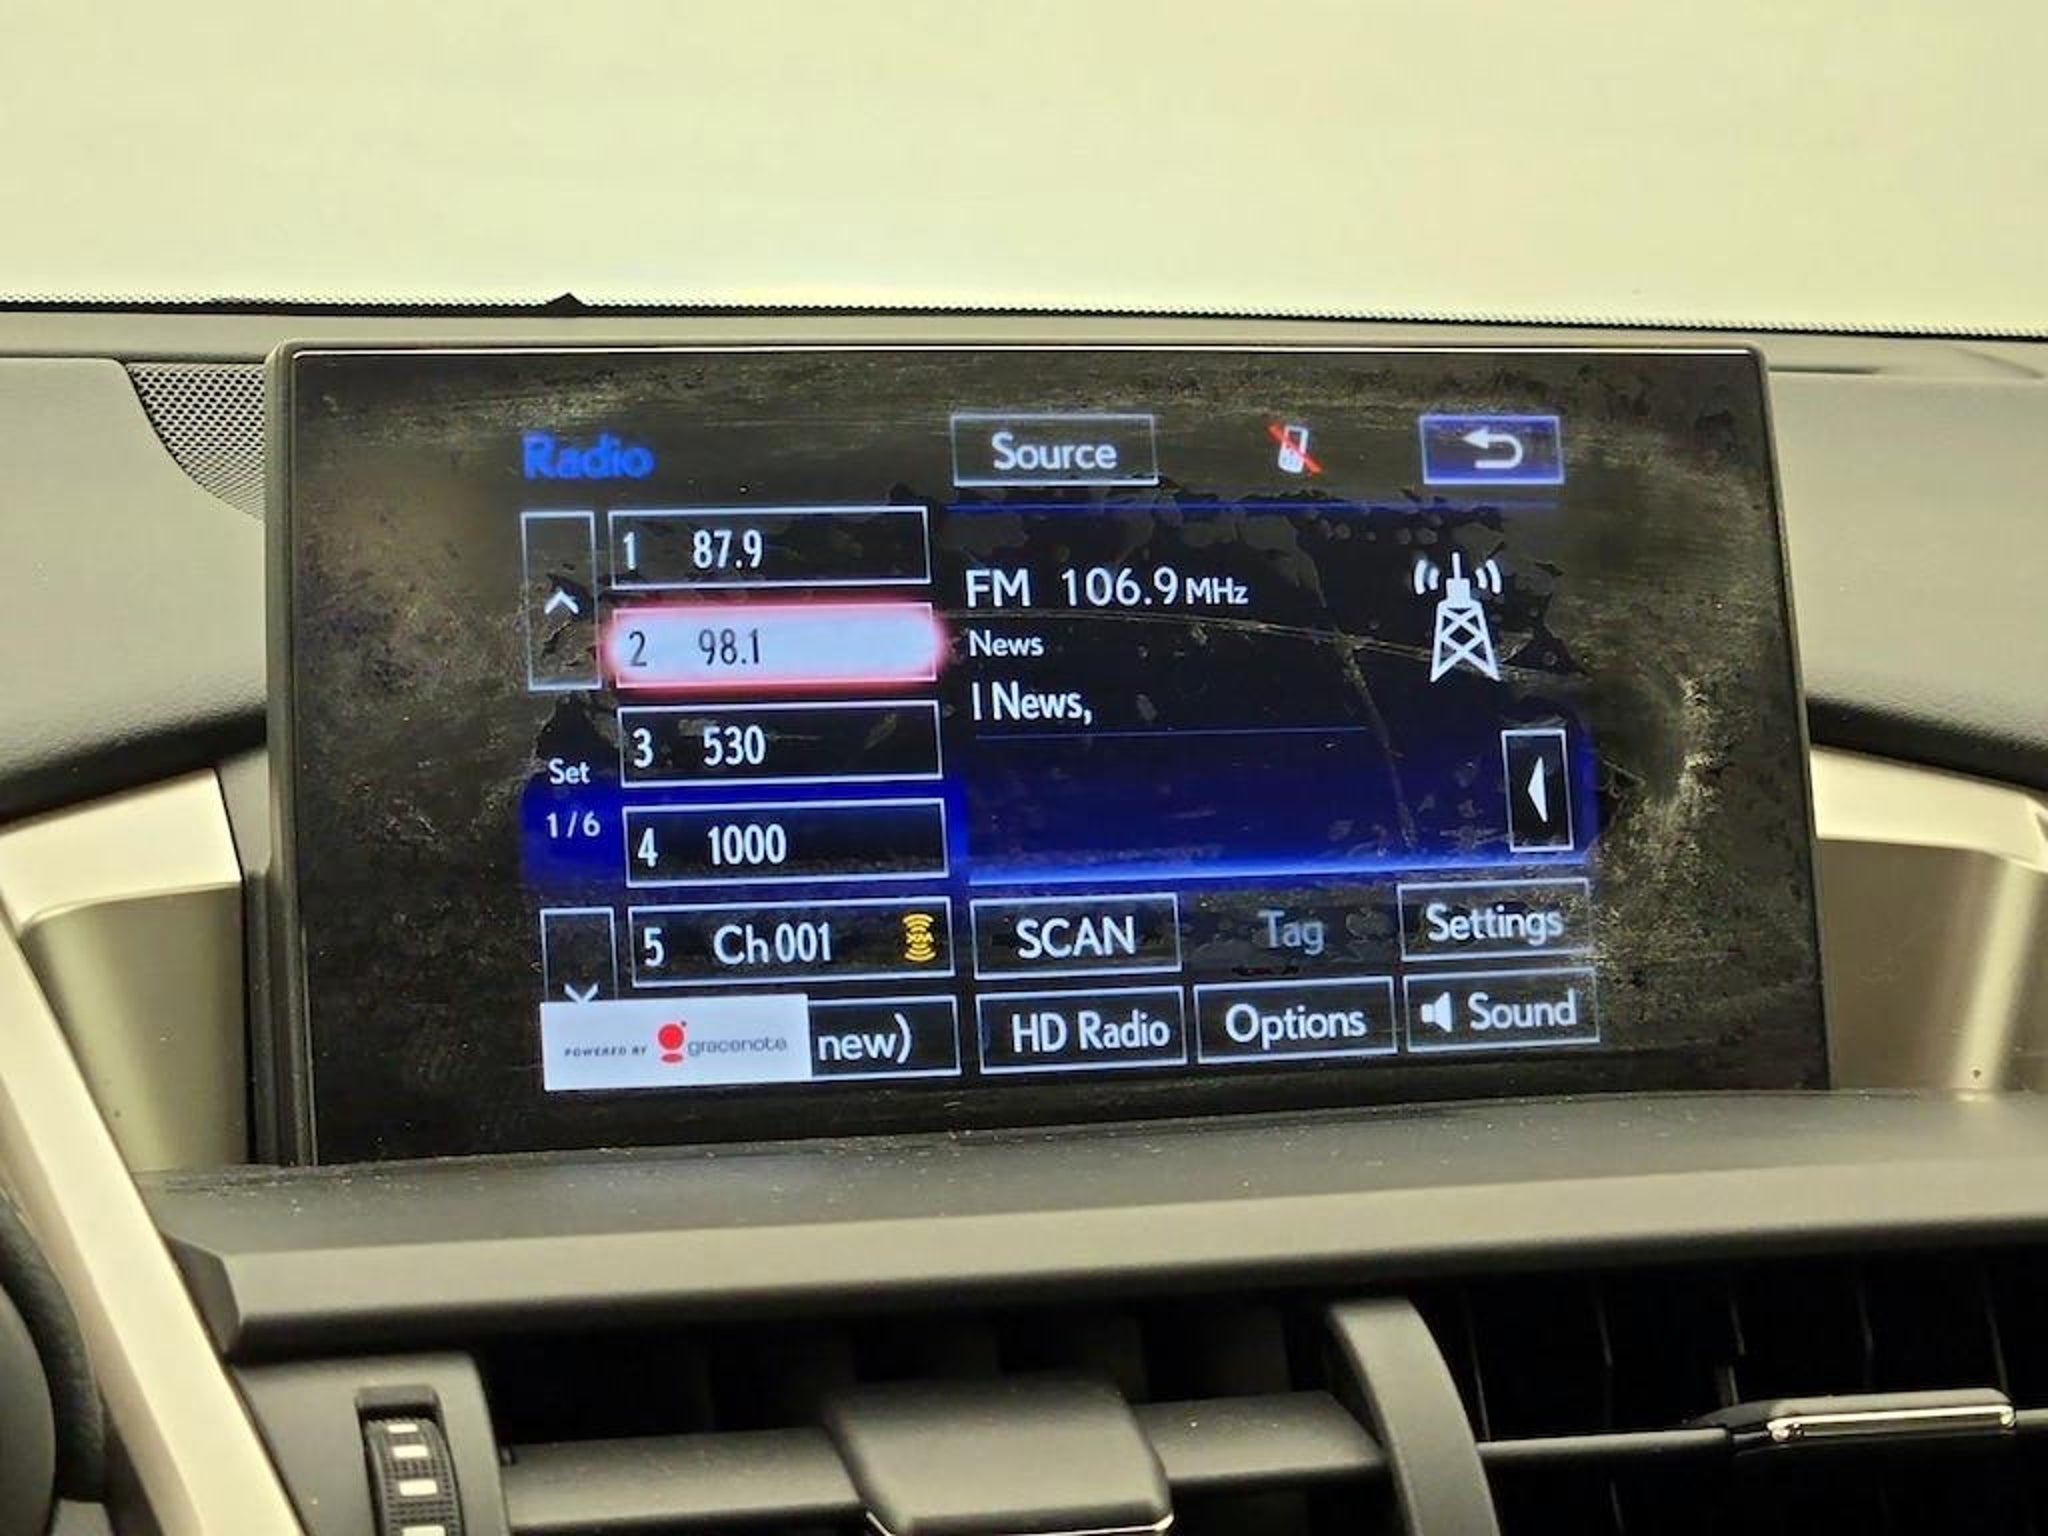 Radio
Source
1 87.9
2 98.1
3 530
4 1000
5 Ch 001
Set
1 / 6
FM 106.9 MHz
News
I News,
SCAN
Tag
Settings
POWERED BY gracenote
new)
HD Radio
Options
Sound